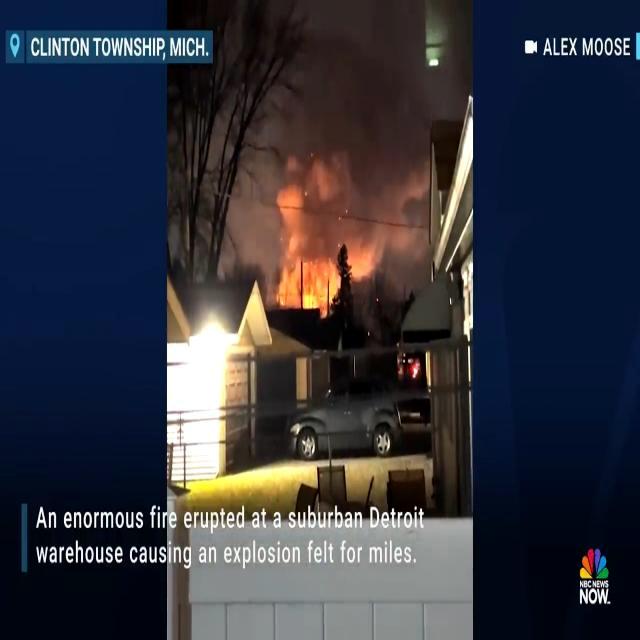 CLINTON TOWNSHIP, MICH.
ALEX MOOSE
An enormous fire erupted at a suburban Detroit
warehouse causing an explosion felt for miles.
NBC NEWS
NOW